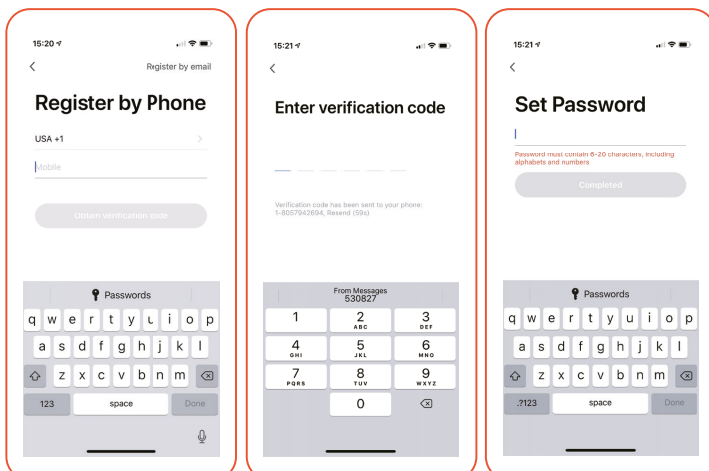 15:20
Register by email
Register by Phone
USA +1
Mobile
Obtain verification code
Passwords
q w e r t y u i o p
a s d f g h j k l
z x c v b n m
123 space Done
15:21
Enter verification code
Verification code has been sent to your phone:
1-8057942694, Resend (59s)
From Messages
530827
1 2 3
ABC DEF
4 5 6
GHI JKL MNO
7 8 9
PQRS TUV WXYZ
0
15:21
Set Password
Password must contain 6-20 characters, including
alphabets and numbers
Completed
Passwords
q w e r t y u i o p
a s d f g h j k l
z x c v b n m
.?123 space Done